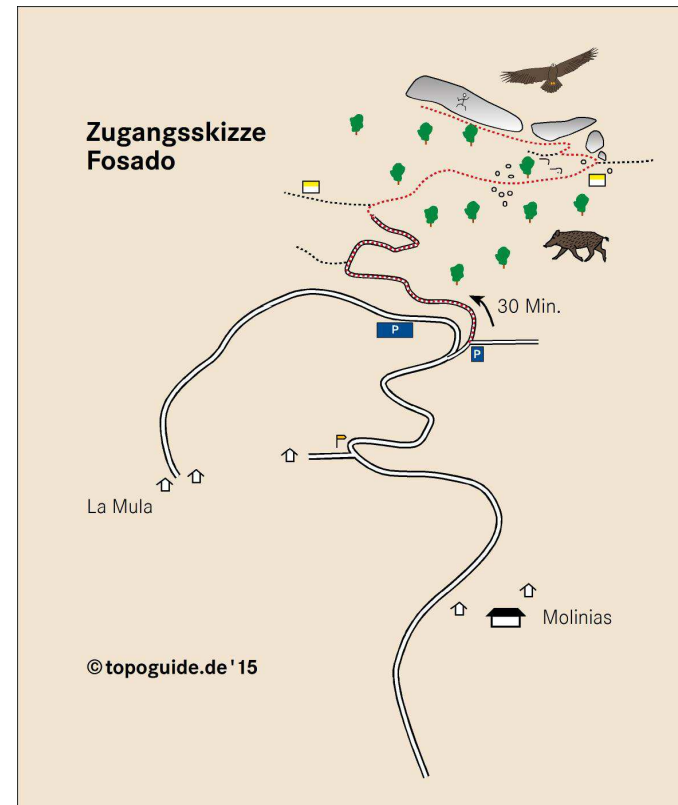 Zugangsskizze
Fosado
30 Min.
P
P
La Mula
Molinias
© topoguide.de '15